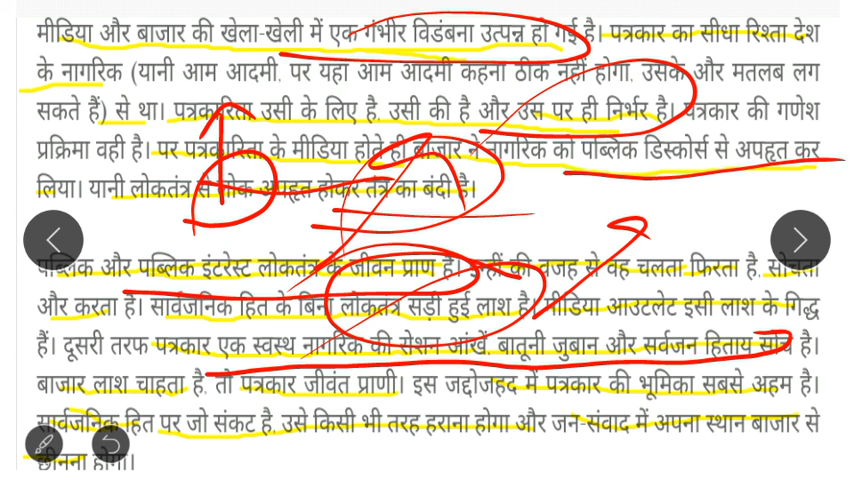 मीडिया और बाजार की खेला-खेली में एक गंभीर विडंबना उत्पन्न हो गई है। पत्रकार का सीधा रिश्ता देश
के नागरिक (यानी आम आदमी. पर यहां आम आदमी कहना ठीक नहीं होगा. उसके और मतलब लग
सकते हैं) से था। पत्रकारिता उसी के लिए है. उसी की है और उस पर ही निर्भर है। पत्रकार की गणेश
प्रक्रिया वही है। पर पत्रकारिता के मीडिया होते ही बाजार ने नागरिक को पब्लिक डिस्कोर्स से अपहृत कर
लिया। यानी लोकतंत्र से लोक अपहृत होकर तंत्र का बंदी है।
पब्लिक और पब्लिक इंटरेस्ट लोकतंत्र के जीवन प्राण हैं। इन्हीं की वजह से वह चलता फिरता है. सोचता
और करता है। सार्वजनिक हित के बिना लोकतंत्र सड़ी हुई लाश है। मीडिया आउटलेट इसी लाश के गिद्ध
हैं। दूसरी तरफ पत्रकार एक स्वस्थ नागरिक की रोशन आंखें. बातूनी जुबान और सर्वजन हिताय सोच है।
बाजार लाश चाहता है. तो पत्रकार जीवंत प्राणी। इस जद्दोजहद में पत्रकार की भूमिका सबसे अहम है।
सार्वजनिक हित पर जो संकट है. उसे किसी भी तरह हराना होगा और जन-संवाद में अपना स्थान बाजार से
छीनना होगा।